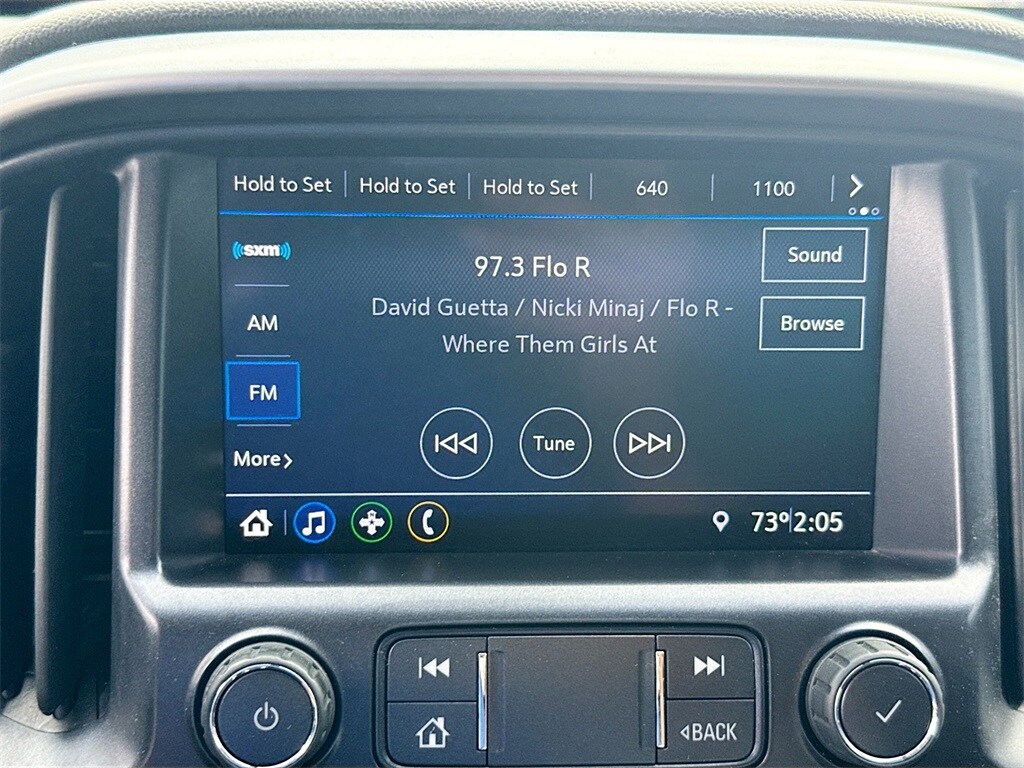 Hold to Set Hold to Set Hold to Set 640 1100
sxm
97.3 Flo R
Sound
David Guetta / Nicki Minaj / Flo R -
Where Them Girls At
Browse
AM
FM
More
Tune
73° 2:05
BACK